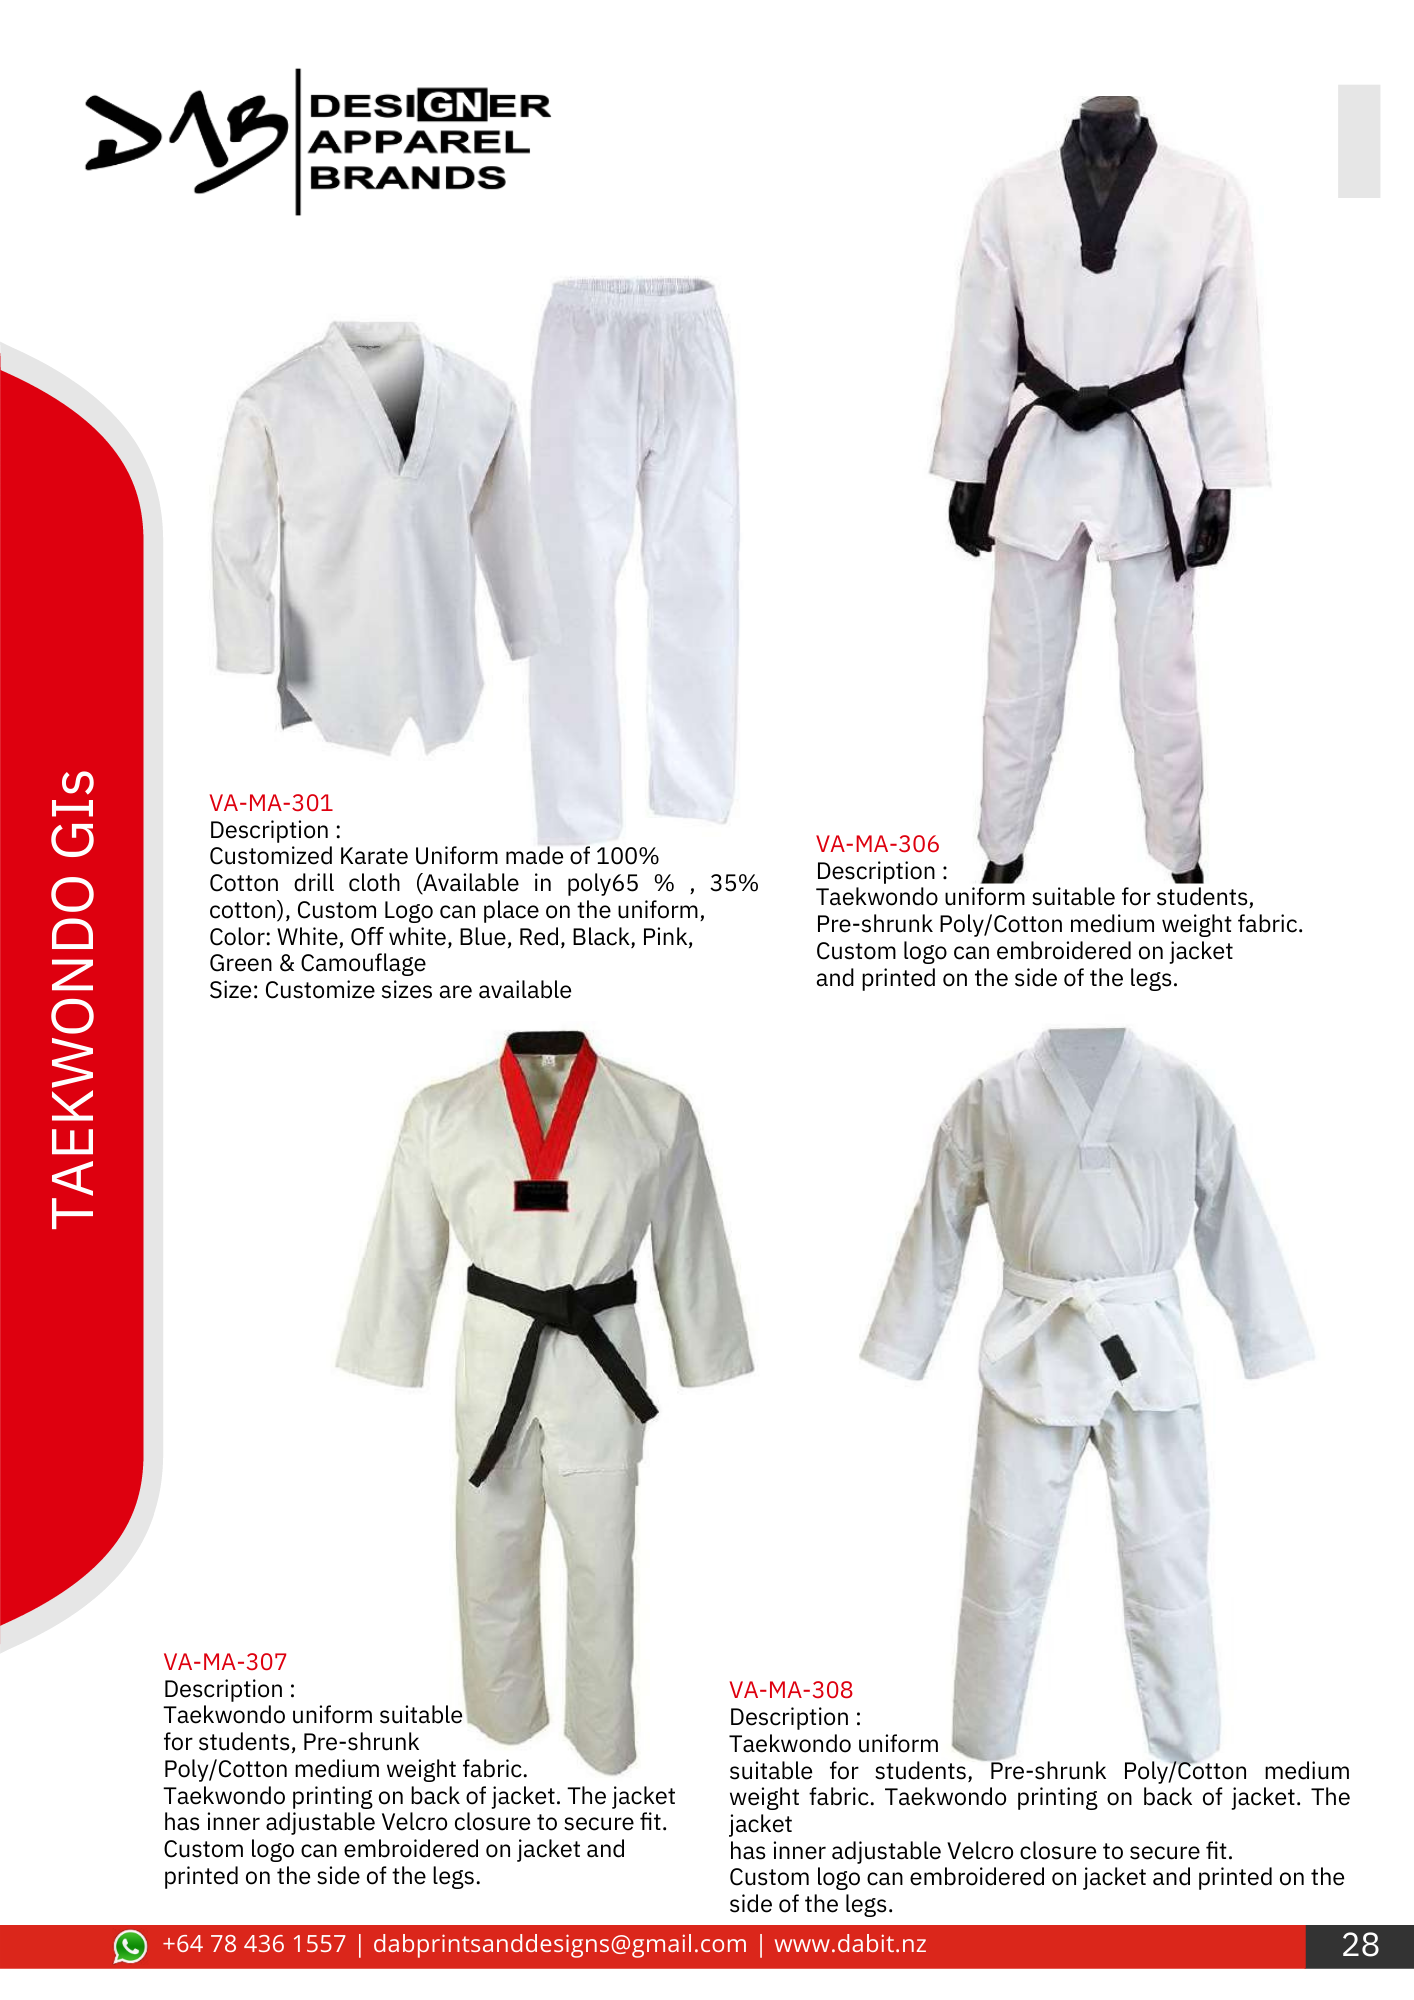 DAB
DESIGNER
APPAREL
BRANDS
TAEKWONDO GIs
VA-MA-301
Description :
Customized Karate Uniform made of 100%
Cotton drill cloth (Available in poly65 % , 35%
cotton), Custom Logo can place on the uniform,
Color: White, Off white, Blue, Red, Black, Pink,
Green & Camouflage
Size: Customize sizes are available
VA-MA-306
Description :
Taekwondo uniform suitable for students,
Pre-shrunk Poly/Cotton medium weight fabric.
Custom logo can embroidered on jacket
and printed on the side of the legs.
VA-MA-307
Description :
Taekwondo uniform suitable
for students, Pre-shrunk
Poly/Cotton medium weight fabric.
Taekwondo printing on back of jacket. The jacket
has inner adjustable Velcro closure to secure fit.
Custom logo can embroidered on jacket and
printed on the side of the legs.
VA-MA-308
Description :
Taekwondo uniform
suitable for students, Pre-shrunk Poly/Cotton medium
weight fabric. Taekwondo printing on back of jacket. The
jacket
has inner adjustable Velcro closure to secure fit.
Custom logo can embroidered on jacket and printed on the
side of the legs.
+64 78 436 1557 | dabprintsanddesigns@gmail.com | www.dabit.nz
28